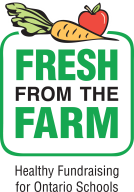 FRESH
FROM THE
FARM
Healthy Fundraising
for Ontario Schools